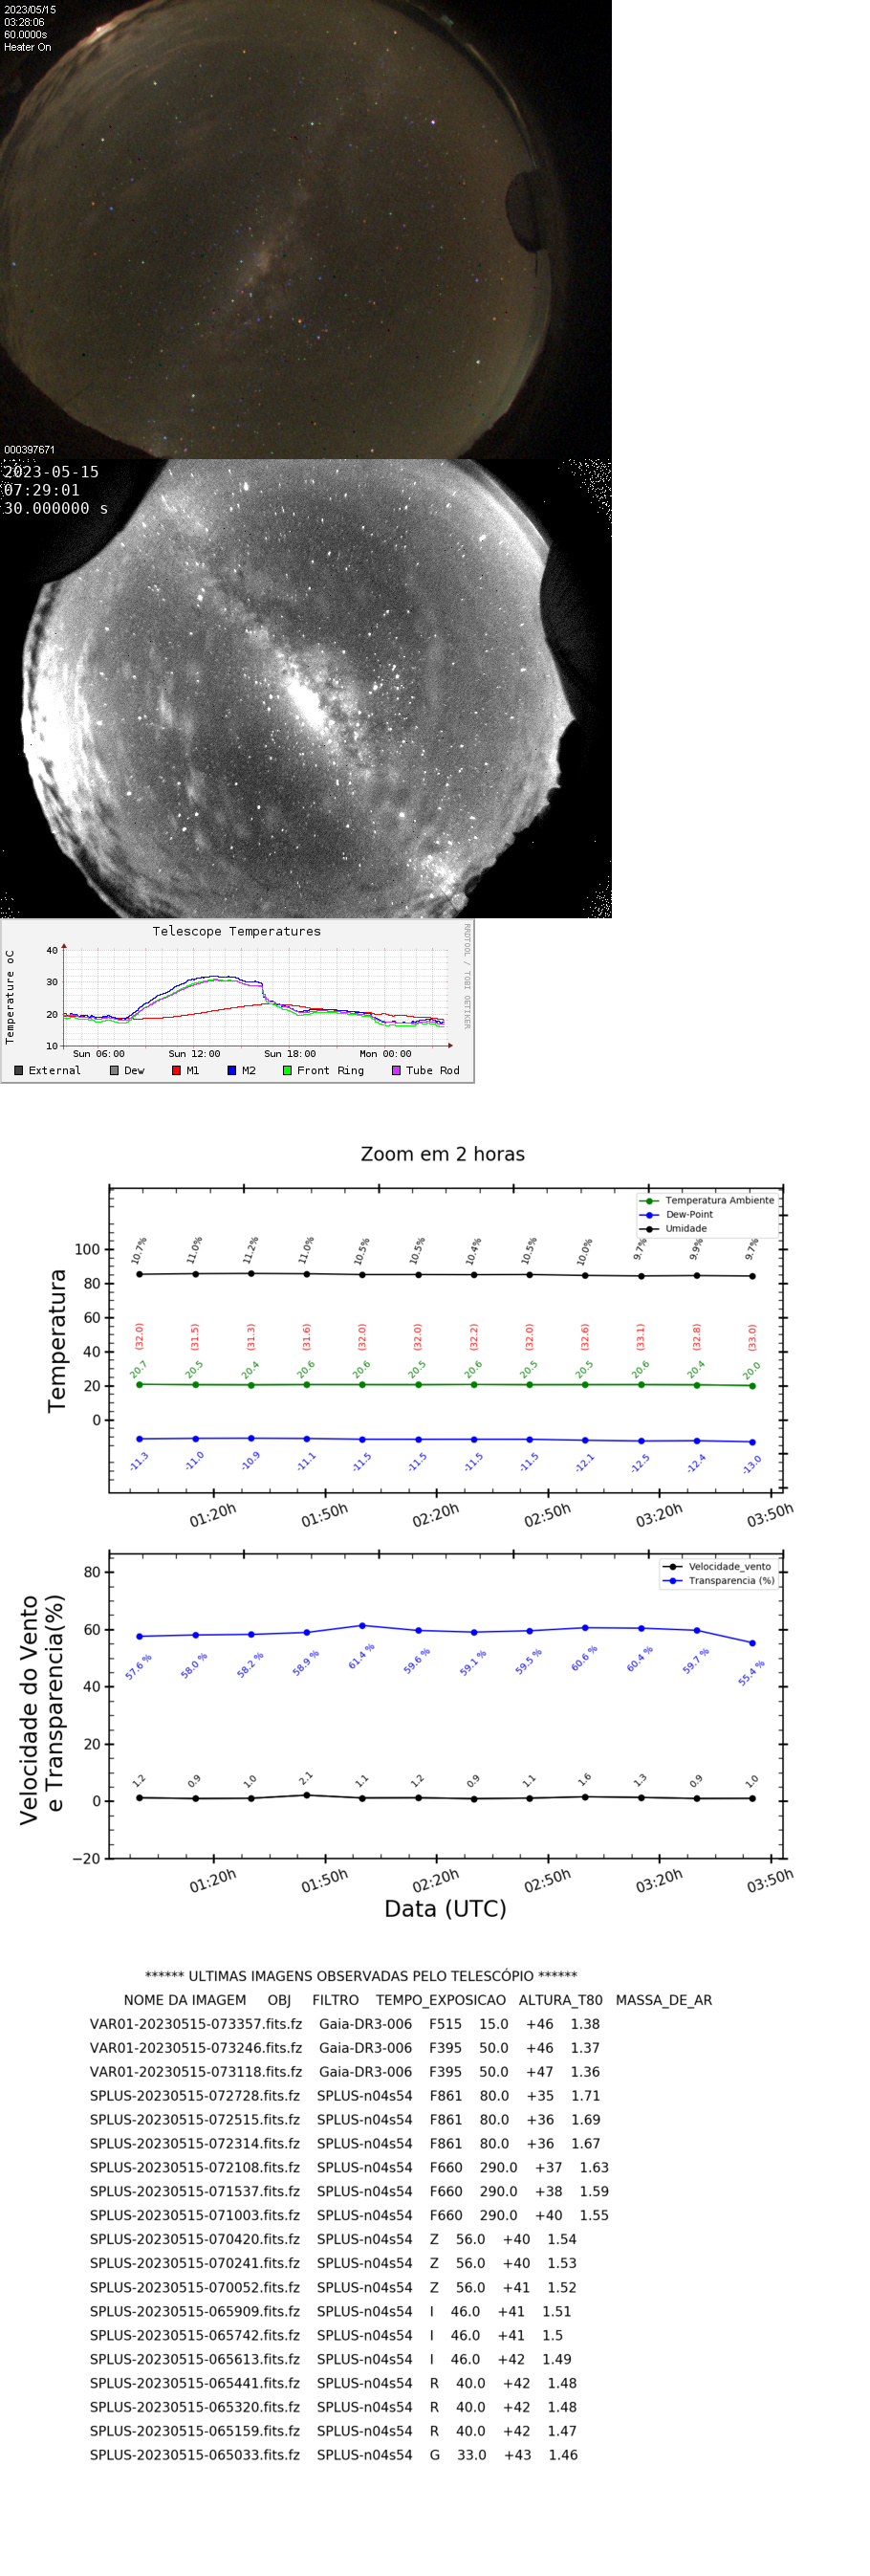 2023/05/15
03:28:06
60.0000s
Heater On
000397671
2023-05-15
07:29:01
30.000000 s
Telescope Temperatures
RRDTOOL / TOBI OETIKER
Temperature oC
40
30
20
10
Sun 06:00 Sun 12:00 Sun 18:00 Mon 00:00
External Dew M1 M2 Front Ring Tube Rod
Zoom em 2 horas
Temperatura Ambiente
Dew-Point
Umidade
Temperatura
100
80
60
40
20
0
10.7% 11.0% 11.2% 11.0% 10.5% 10.5% 10.4% 10.5% 10.0% 9.7% 9.9% 9.7%
(32.0) (31.5) (31.3) (31.6) (32.0) (32.0) (32.2) (32.0) (32.6) (33.1) (32.8) (33.0)
20.7 20.5 20.4 20.6 20.6 20.5 20.6 20.5 20.5 20.6 20.4 20.0
-11.3 -11.0 -10.9 -11.1 -11.5 -11.5 -11.5 -11.5 -12.1 -12.5 -12.4 -13.0
01:20h 01:50h 02:20h 02:50h 03:20h 03:50h
Velocidade_vento
Transparencia (%)
Velocidade do Vento
e Transparencia(%)
80
60
40
20
0
−20
57.6 % 58.0 % 58.2 % 58.9 % 61.4 % 59.6 % 59.1 % 59.5 % 60.6 % 60.4 % 59.7 % 55.4 %
1.2 0.9 1.0 2.1 1.1 1.2 0.9 1.1 1.6 1.3 0.9 1.0
01:20h 01:50h 02:20h 02:50h 03:20h 03:50h
Data (UTC)
****** ULTIMAS IMAGENS OBSERVADAS PELO TELESCÓPIO ******
NOME DA IMAGEM OBJ FILTRO TEMPO_EXPOSICAO ALTURA_T80 MASSA_DE_AR
VAR01-20230515-073357.fits.fz Gaia-DR3-006 F515 15.0 +46 1.38
VAR01-20230515-073246.fits.fz Gaia-DR3-006 F395 50.0 +46 1.37
VAR01-20230515-073118.fits.fz Gaia-DR3-006 F395 50.0 +47 1.36
SPLUS-20230515-072728.fits.fz SPLUS-n04s54 F861 80.0 +35 1.71
SPLUS-20230515-072515.fits.fz SPLUS-n04s54 F861 80.0 +36 1.69
SPLUS-20230515-072314.fits.fz SPLUS-n04s54 F861 80.0 +36 1.67
SPLUS-20230515-072108.fits.fz SPLUS-n04s54 F660 290.0 +37 1.63
SPLUS-20230515-071537.fits.fz SPLUS-n04s54 F660 290.0 +38 1.59
SPLUS-20230515-071003.fits.fz SPLUS-n04s54 F660 290.0 +40 1.55
SPLUS-20230515-070420.fits.fz SPLUS-n04s54 Z 56.0 +40 1.54
SPLUS-20230515-070241.fits.fz SPLUS-n04s54 Z 56.0 +40 1.53
SPLUS-20230515-070052.fits.fz SPLUS-n04s54 Z 56.0 +41 1.52
SPLUS-20230515-065909.fits.fz SPLUS-n04s54 I 46.0 +41 1.51
SPLUS-20230515-065742.fits.fz SPLUS-n04s54 I 46.0 +41 1.5
SPLUS-20230515-065613.fits.fz SPLUS-n04s54 I 46.0 +42 1.49
SPLUS-20230515-065441.fits.fz SPLUS-n04s54 R 40.0 +42 1.48
SPLUS-20230515-065320.fits.fz SPLUS-n04s54 R 40.0 +42 1.48
SPLUS-20230515-065159.fits.fz SPLUS-n04s54 R 40.0 +42 1.47
SPLUS-20230515-065033.fits.fz SPLUS-n04s54 G 33.0 +43 1.46